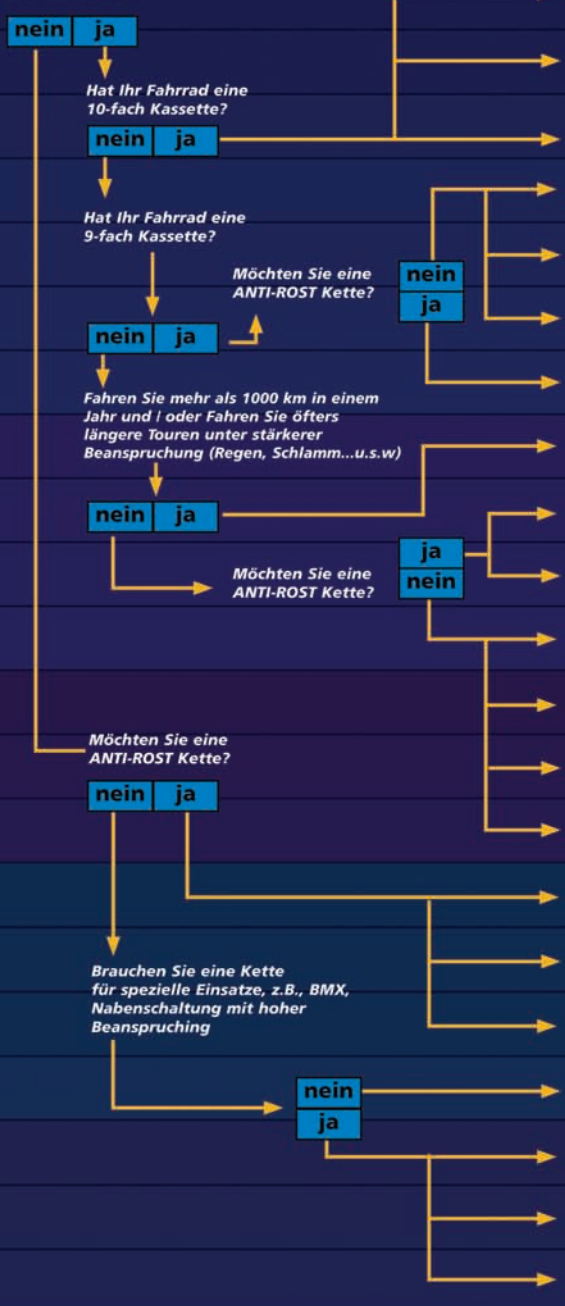 nein ja
Hat Ihr Fahrrad eine
10-fach Kassette?
nein ja
Hat Ihr Fahrrad eine
9-fach Kassette?
Möchten Sie eine
ANTI-ROST Kette?
nein
ja
nein ja
Fahren Sie mehr als 1000 km in einem
Jahr und / oder Fahren Sie öfters
längere Touren unter stärkerer
Beanspruchung (Regen, Schlamm...u.s.w)
nein ja
Möchten Sie eine
ANTI-ROST Kette?
ja
nein
Möchten Sie eine
ANTI-ROST Kette?
nein ja
Brauchen Sie eine Kette
für spezielle Einsatze, z.B., BMX,
Nabenschaltung mit hoher
Beanspruching
nein
ja